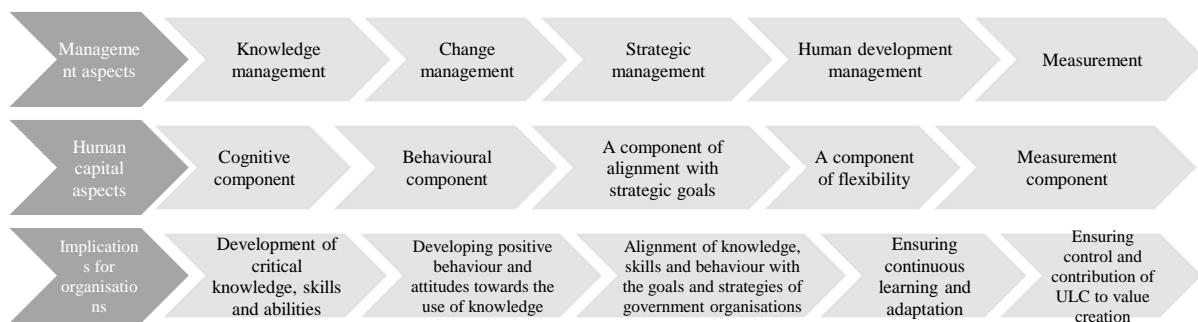 Manageme
nt aspects
Knowledge
management
Change
management
Strategic
management
Human development
management
Measurement
Human
capital
aspects
Cognitive
component
Behavioural
component
A component of
alignment with
strategic goals
A component
of flexibility
Measurement
component
Implication
s for
organisatio
ns
Development of
critical
knowledge, skills
and abilities
Developing positive
behaviour and
attitudes towards the
use of knowledge
Alignment of knowledge,
skills and behaviour with
the goals and strategies of
government organisations
Ensuring
continuous
learning and
adaptation
Ensuring
control and
contribution of
ULC to value
creation